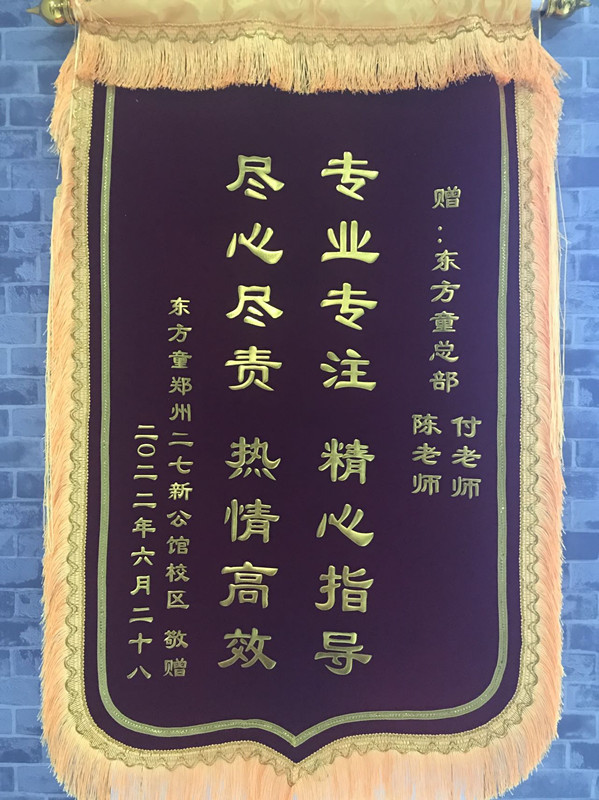 赠：东方童总部
付老师
陈老师
专业专注 精心指导
尽心尽责 热情高效
东方童郑州二七新公馆校区 敬赠
二〇二二年六月二十八